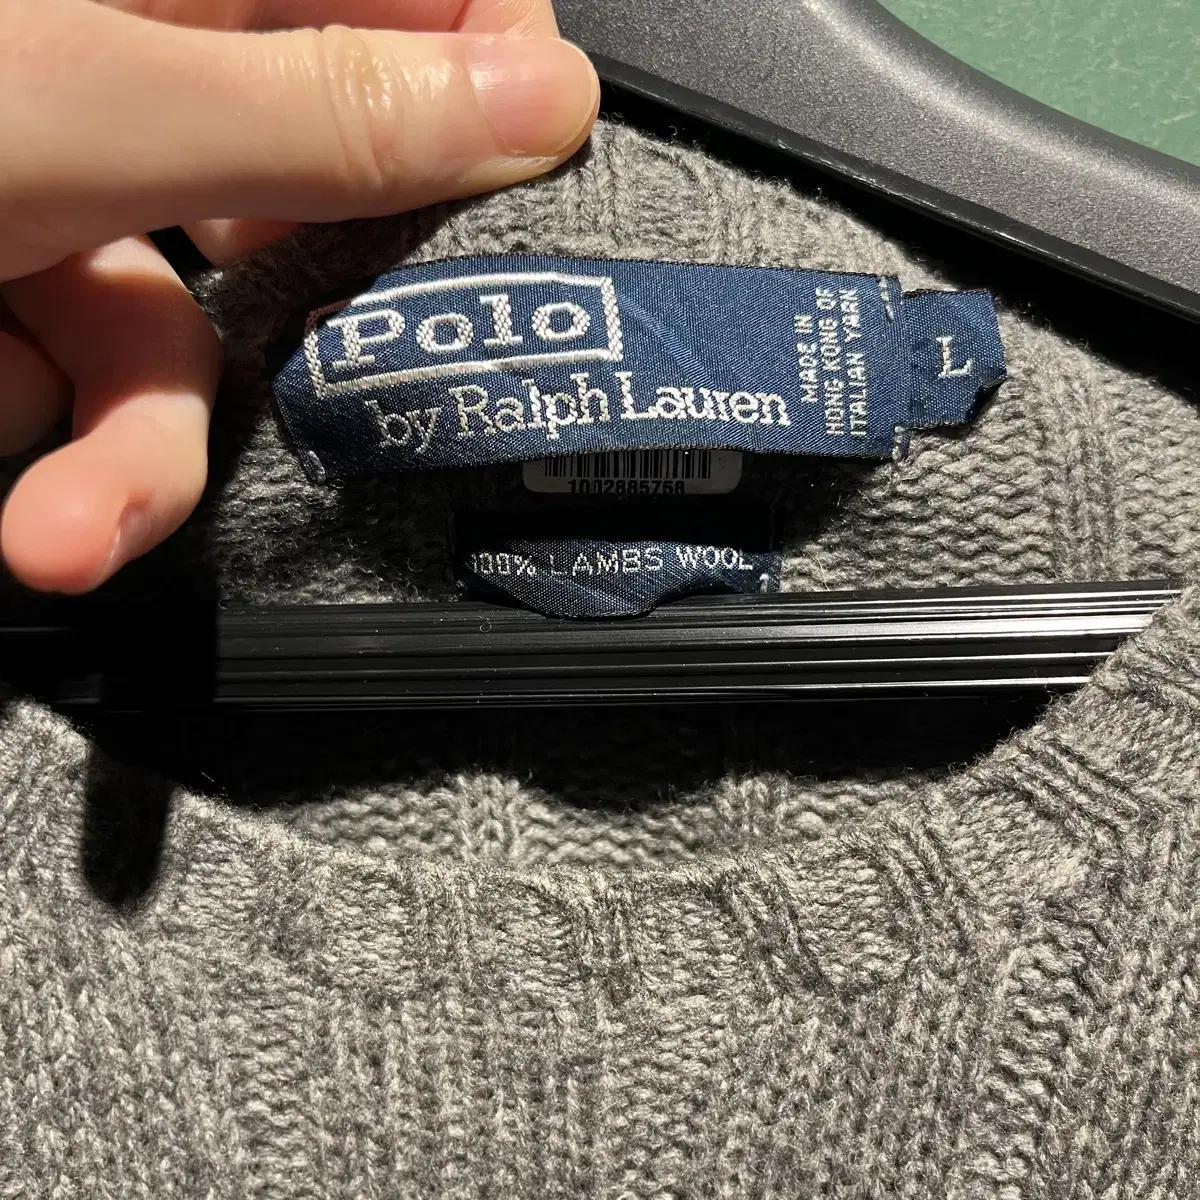 Polo
by Ralph Lauren
MADE IN
HONG KONG OF
ITALIAN YARN
L
1002885758
100% LAMBS WOOL